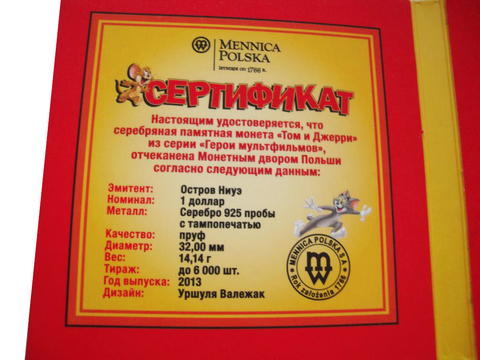 MENNICA
POLSKA
СЕРТИФИКАТ
Настоящим удостоверяется, что
серебряная памятная монета «Том и Джерри»
из серии «Герои мультфильмов»,
отчеканена Монетным двором Польши
согласно следующим данным:
Эмитент: Остров Ниуэ
Номинал: 1 доллар
Металл: Серебро 925 пробы
с тампопечатью
Качество: пруф
Диаметр: 32,00 мм
Вес: 14,14 г
Тираж: до 6 000 шт.
Год выпуска: 2013
Дизайн: Уршуля Валежак
MENNICA POLSKA S.A.
Rok założenia 1766